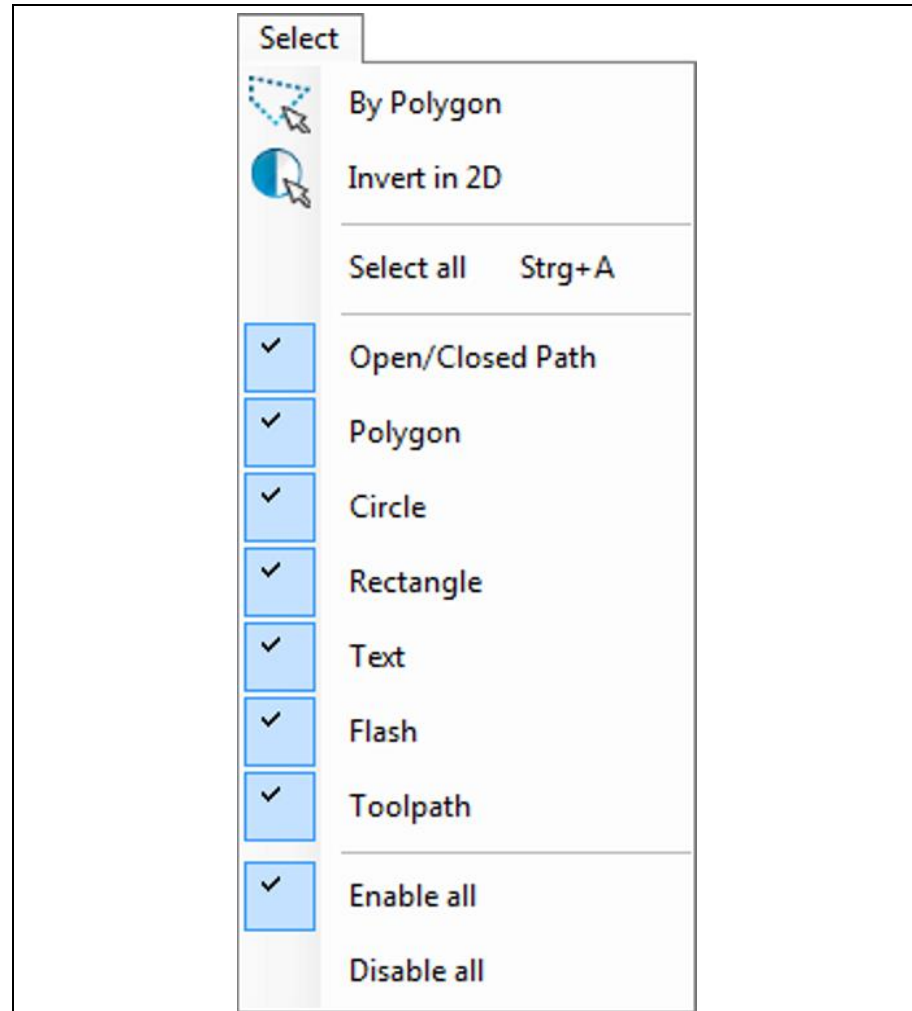 Select
By Polygon
Invert in 2D
Select all Strg+A
Open/Closed Path
Polygon
Circle
Rectangle
Text
Flash
Toolpath
Enable all
Disable all